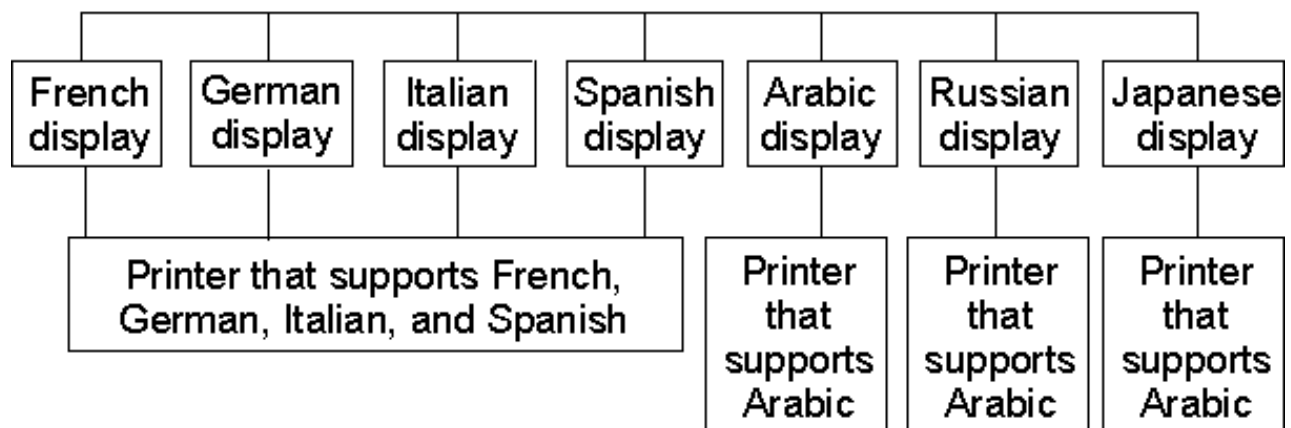 French
display
German
display
Italian
display
Spanish
display
Arabic
display
Russian
display
Japanese
display
Printer that supports French,
German, Italian, and Spanish
Printer
that
supports
Arabic
Printer
that
supports
Arabic
Printer
that
supports
Arabic